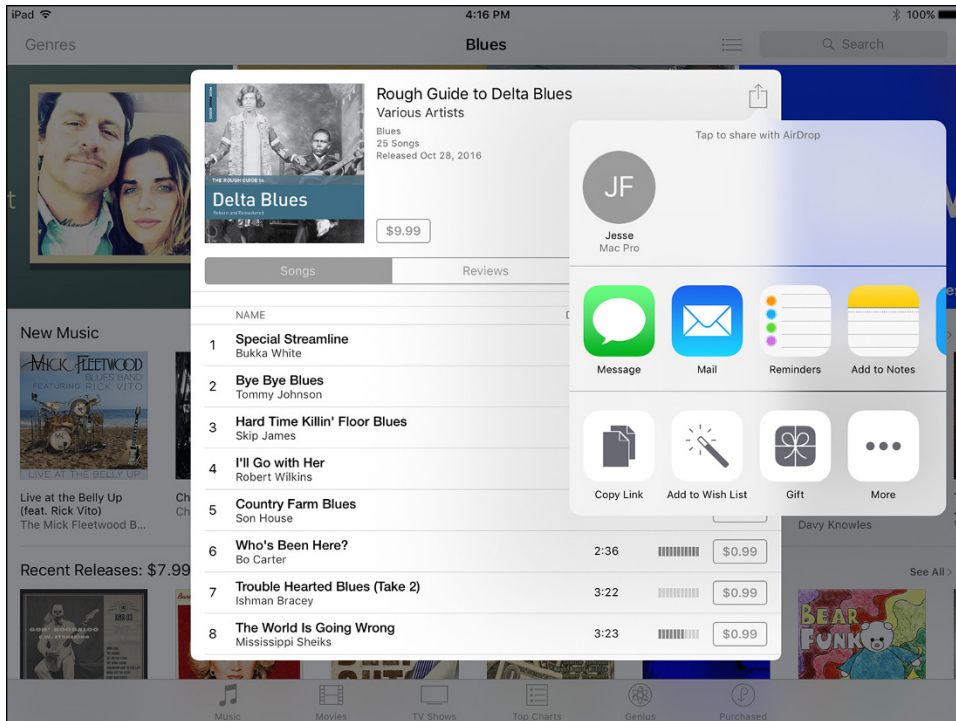 iPad
4:16 PM
100%
Genres
Blues
Search
Rough Guide to Delta Blues
Various Artists
Blues
25 Songs
Released Oct 28, 2016
THE ROUGH GUIDE to
Delta Blues
Reborn and Remastered
$9.99
Songs
Reviews
NAME
1 Special Streamline
Bukka White
2 Bye Bye Blues
Tommy Johnson
3 Hard Time Killin' Floor Blues
Skip James
4 I'll Go with Her
Robert Wilkins
5 Country Farm Blues
Son House
6 Who's Been Here? 2:36 $0.99
Bo Carter
7 Trouble Hearted Blues (Take 2) 3:22 $0.99
Ishman Bracey
8 The World Is Going Wrong 3:23 $0.99
Mississippi Sheiks
Tap to share with AirDrop
JF
Jesse
Mac Pro
Message
Mail
Reminders
Add to Notes
Copy Link
Add to Wish List
Gift
More
New Music
MICK FLEETWOOD
BLUES BAND
FEATURING RICK VITO
LIVE AT THE BELLY UP
Live at the Belly Up
(feat. Rick Vito)
The Mick Fleetwood B...
Ch
Ch
Davy Knowles
Recent Releases: $7.99
See All >
BEAR
FUNK
Music
Movies
TV Shows
Top Charts
Genius
Purchased